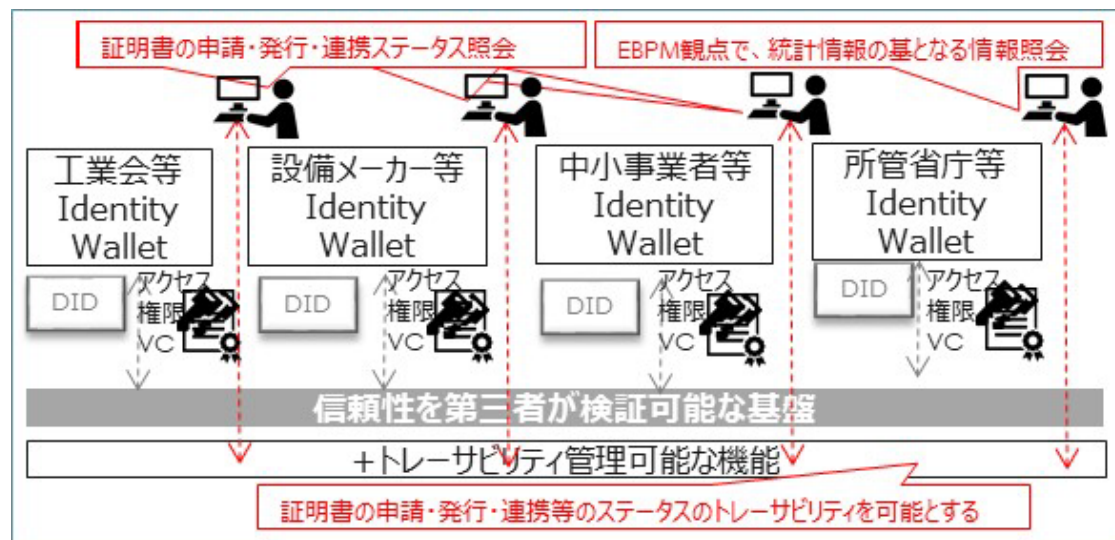 証明書の申請・発行・連携ステータス照会
EBPM観点で、統計情報の基となる情報照会
工業会等
Identity
Wallet
設備メーカー等
Identity
Wallet
中小事業者等
Identity
Wallet
所管省庁等
Identity
Wallet
DID
アクセス
権限
VC
DID
アクセス
権限
VC
DID
アクセス
権限
VC
DID
アクセス
権限
VC
信頼性を第三者が検証可能な基盤
+トレーサビリティ管理可能な機能
証明書の申請・発行・連携等のステータスのトレーサビリティを可能とする